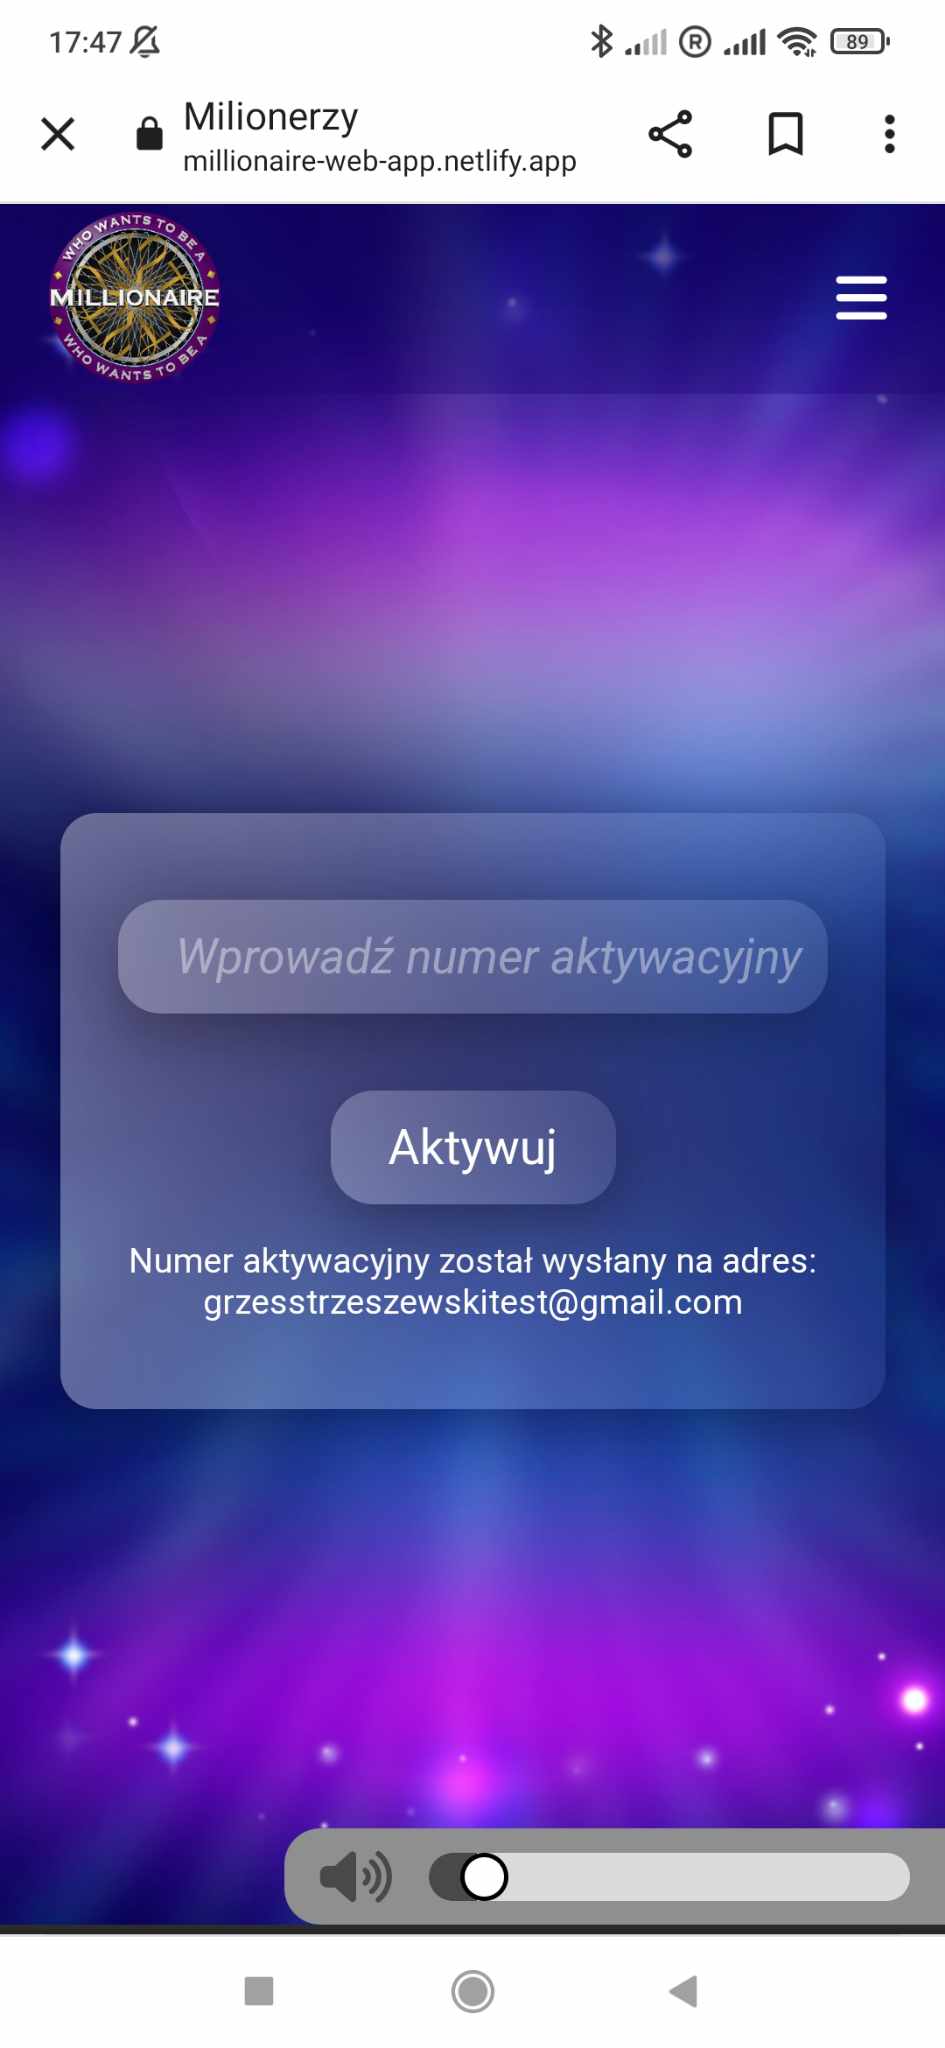 17:47
R
89
Milionerzy
millionaire-web-app.netlify.app
WHO WANTS TO BE A
MILLIONAIRE
WHO WANTS TO BE A
Wprowadź numer aktywacyjny
Aktywuj
Numer aktywacyjny został wysłany na adres:
grzesstrzeszewskitest@gmail.com